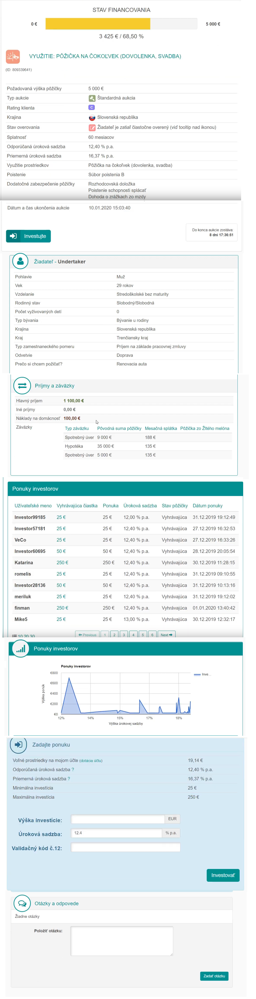 STAV FINANCOVANIA
0 € 5 000 €
3 425 € / 68,50 %
VYUŽITIE: PÔŽIČKA NA ČOKOĽVEK (DOVOLENKA, SVADBA)
(ID: 809339641)
Požadovaná výška pôžičky 5 000 €
Typ aukcie Štandardná aukcia
Rating klienta C
Krajina Slovenská republika
Stav overovania Žiadateľ je zatiaľ čiastočne overený (viď tooltip nad ikonou)
Splatnosť 60 mesiacov
Odporúčaná úroková sadzba 12,40 % p.a.
Priemerná úroková sadzba 16,37 % p.a.
Využitie prostriedkov Pôžička na čokoľvek (dovolenka, svadba)
Poistenie Súbor poistenia B
Dodatočné zabezpečenie pôžičky Rozhodcovská doložka
Poistenie schopnosti splácať
Dohoda o zrážkach zo mzdy
Dátum a čas ukončenia aukcie 10.01.2020 15:03:40
Do konca aukcie zostáva:
8 dni 17:36:51
Investujte
Žiadateľ - Undertaker
Pohlavie Muž
Vek 29 rokov
Vzdelanie Stredoškolské bez maturity
Rodinný stav Slobodný/Slobodná
Počet vyživovaných detí 0
Typ bývania Bývanie u rodiny
Krajina Slovenská republika
Kraj Trenčiansky kraj
Typ zamestnaneckého pomeru Príjem na základe pracovnej zmluvy
Odvetvie Doprava
Prečo si chcem požičať? Renovacia auta
Príjmy a záväzky
Hlavný príjem 1 100,00 €
Iné príjmy 0,00 €
Náklady na domácnosť 100,00 €
Záväzky Typ záväzku Pôvodná suma pôžičky Mesačná splátka Pôžička zo Žltého melóna
Spotrebný úver 9 000 € 188 €
Hypotéka 35 000 € 135 €
Spotrebný úver 5 000 € 135 €
Ponuky investorov
Užívateľské meno Vyhrávajúca čiastka Ponuka Úroková sadzba Stav pôžičky Dátum ponuky
Investor99185 25 € 25 € 12,00 % p.a. Vyhrávajúca 31.12.2019 19:12:49
Investor57181 25 € 25 € 12,40 % p.a. Vyhrávajúca 27.12.2019 16:32:53
VeCo 25 € 25 € 12,40 % p.a. Vyhrávajúca 27.12.2019 16:33:26
Investor60695 50 € 50 € 12,40 % p.a. Vyhrávajúca 28.12.2019 20:05:54
Katarína 250 € 250 € 12,40 % p.a. Vyhrávajúca 30.12.2019 11:28:15
romelis 25 € 25 € 12,40 % p.a. Vyhrávajúca 31.12.2019 09:10:55
Investor28136 50 € 50 € 12,40 % p.a. Vyhrávajúca 31.12.2019 10:13:16
meriluk 25 € 25 € 12,40 % p.a. Vyhrávajúca 31.12.2019 19:12:02
finman 250 € 250 € 12,40 % p.a. Vyhrávajúca 01.01.2020 13:40:42
Mike5 25 € 25 € 13,00 % p.a. Vyhrávajúca 30.12.2019 12:32:17
10 20 30 Previous 1 2 3 4 5 6 Next
Ponuky investorov
Ponuky investorov
€800
€600
€400
€200
€0
Výška ponúk
Inve...
12% 14% 15% 17% 18%
Výška úrokovej sadzby
Zadajte ponuku
Voľné prostriedky na mojom účte (dotácia účtu) 19,14 €
Odporúčaná úroková sadzba ? 12,40 % p.a.
Priemerná úroková sadzba ? 16,37 % p.a.
Minimálna investícia 25 €
Maximálna investícia 250 €
Výška investície: EUR
Úroková sadzba: 12.4 % p.a.
Validačný kód č.12:
Investovať
Otázky a odpovede
Žiadne otázky
Položiť otázku:
Zadať otázku